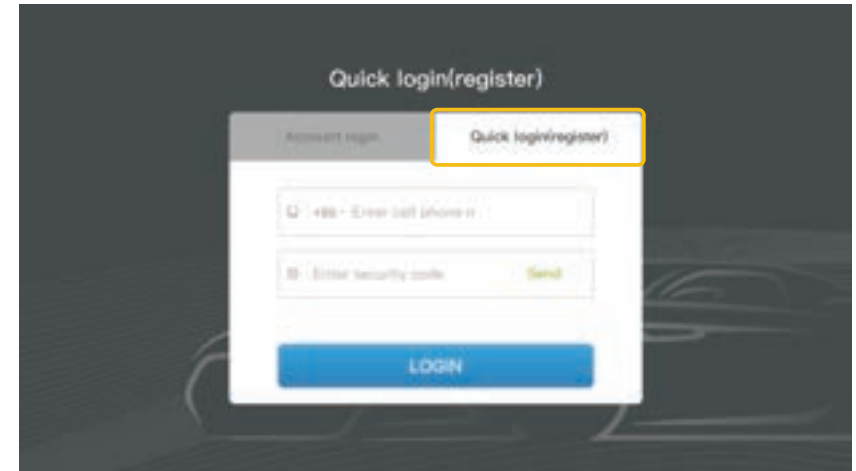 Quick login(register)
Account login
Quick login(register)
+86 - Enter cell phone n
Enter security code
Send
LOGIN